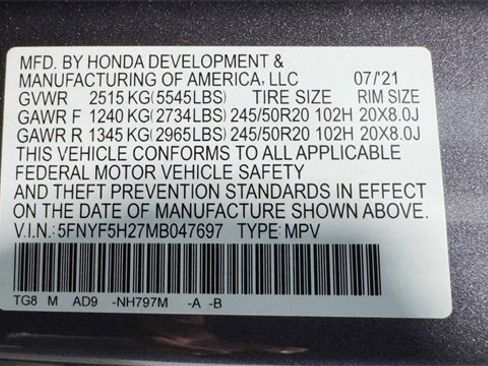 MFD. BY HONDA DEVELOPMENT &
MANUFACTURING OF AMERICA, LLC 07/'21
GVWR 2515 KG(5545LBS) TIRE SIZE RIM SIZE
GAWR F 1240 KG(2734LBS) 245/50R20 102H 20X8.0J
GAWR R 1345 KG(2965LBS) 245/50R20 102H 20X8.0J
THIS VEHICLE CONFORMS TO ALL APPLICABLE
FEDERAL MOTOR VEHICLE SAFETY
AND THEFT PREVENTION STANDARDS IN EFFECT
ON THE DATE OF MANUFACTURE SHOWN ABOVE.
V.I.N.: 5FNYF5H27MB047697 TYPE: MPV
TG8 M AD9 -NH797M -A -B